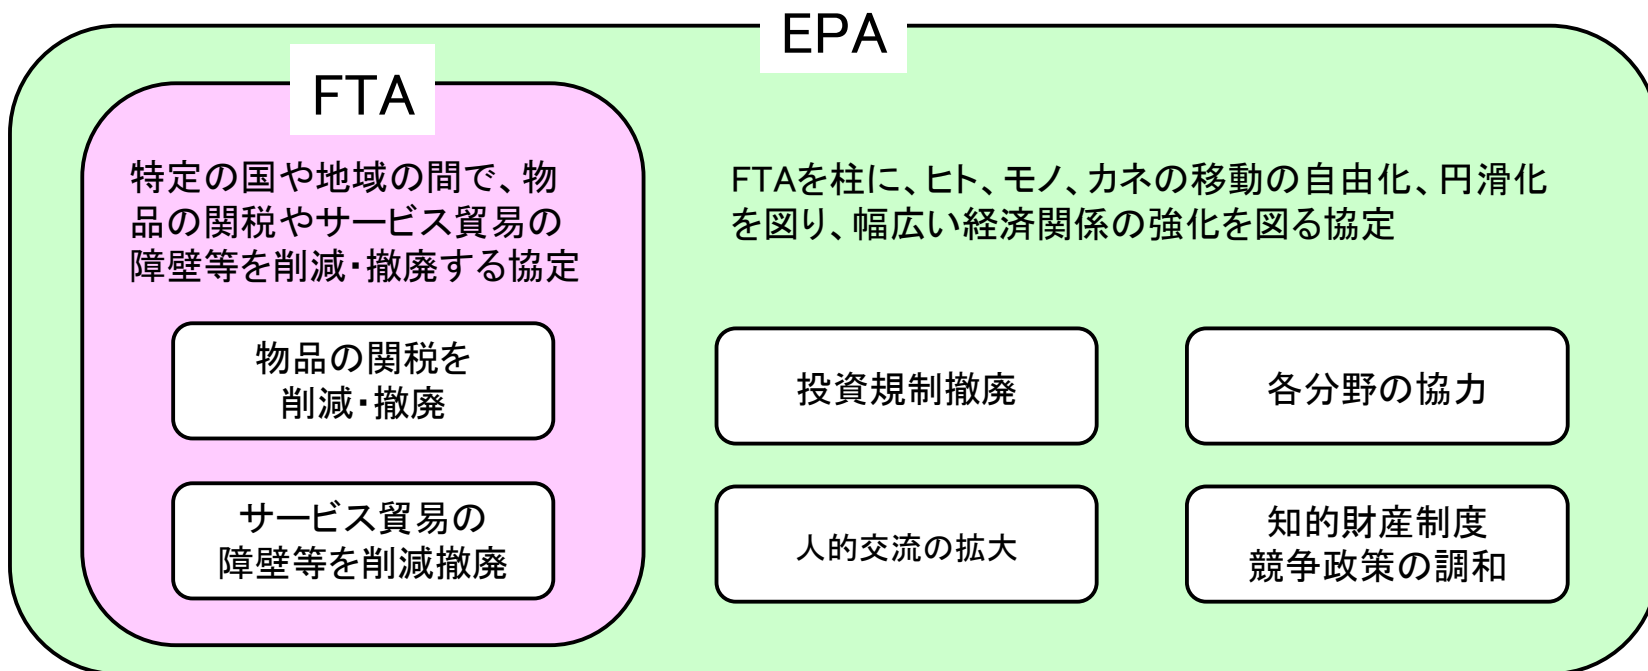 EPA
FTA
特定の国や地域の間で、物
品の関税やサービス貿易の
障壁等を削減・撤廃する協定
物品の関税を
削減・撤廃
サービス貿易の
障壁等を削減撤廃
FTAを柱に、ヒト、モノ、カネの移動の自由化、円滑化
を図り、幅広い経済関係の強化を図る協定
投資規制撤廃
各分野の協力
人的交流の拡大
知的財産制度
競争政策の調和